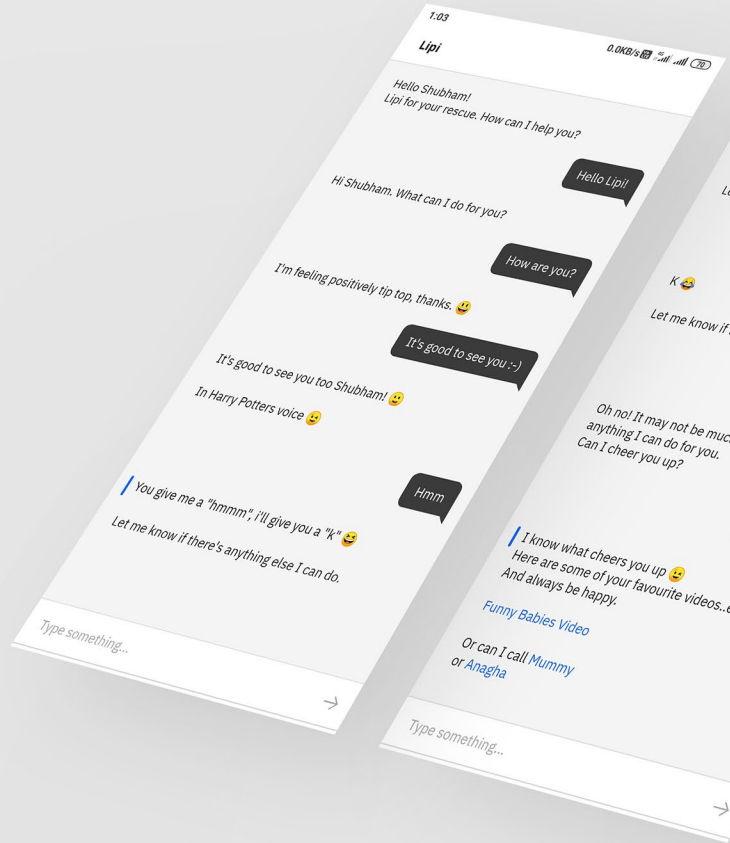 1:03
0.0KB/s
4G
70
Lipi
Hello Shubham!
Lipi for your rescue. How can I help you?
Hello Lipi!
Hi Shubham. What can I do for you?
How are you?
I'm feeling positively tip top, thanks. 😃
It's good to see you :-)
It's good to see you too Shubham! 🙂
In Harry Potters voice 😉
Hmm
You give me a "hmmm", i'll give you a "k" 😆
Let me know if there's anything else I can do.
Type something...
K 😂
Let me know if
Oh no! It may not be
anything I can do for you.
Can I cheer you up?
I know what cheers you up 😉
Here are some of your favourite videos..
And always be happy.
Funny Babies Video
Or can I call Mummy
or Anagha
Type something...